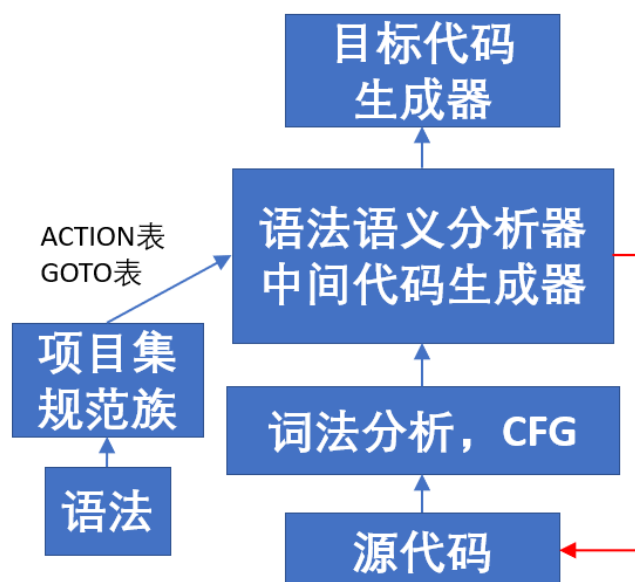 目标代码
生成器
语法语义分析器
中间代码生成器
ACTION表
GOTO表
项目集
规范族
词法分析，CFG
语法
源代码